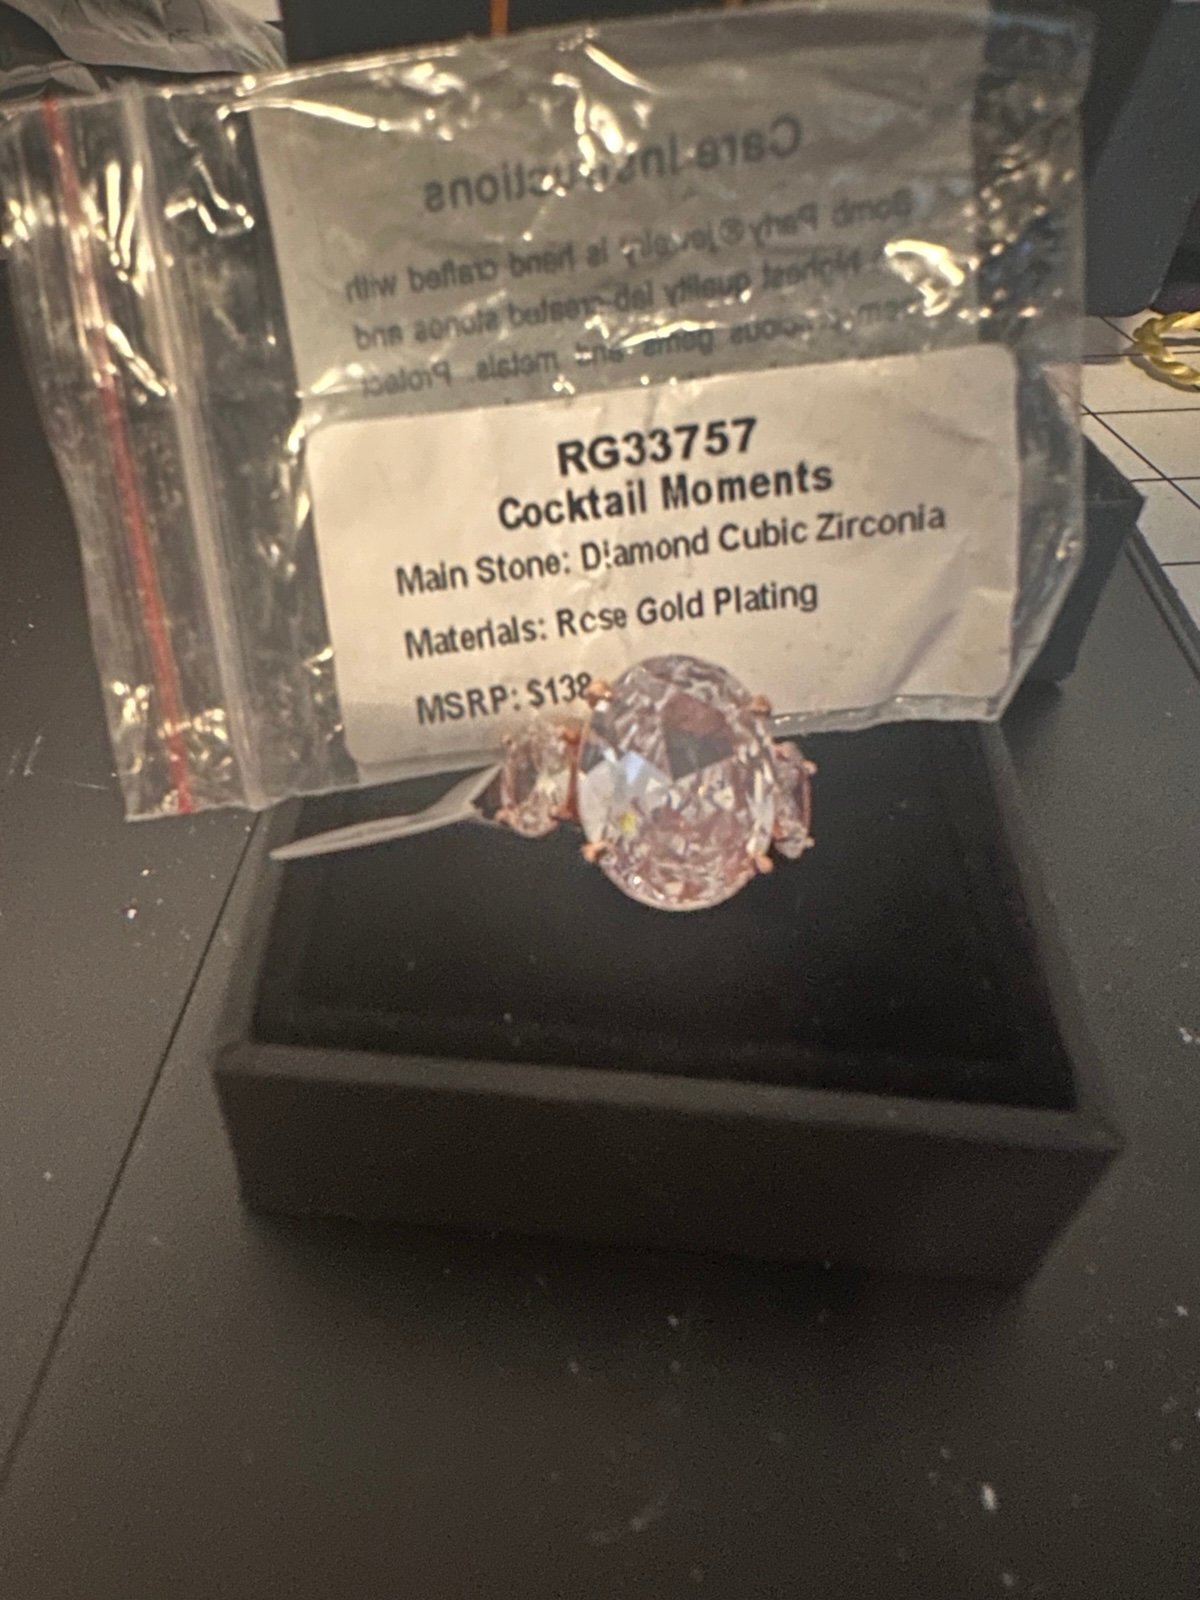 Care Instructions
Bomb Party® jewelry is hand crafted with
highest quality lab-created stones and
gems and metals. Protect
RG33757
Cocktail Moments
Main Stone: Diamond Cubic Zirconia
Materials: Rose Gold Plating
MSRP: $138